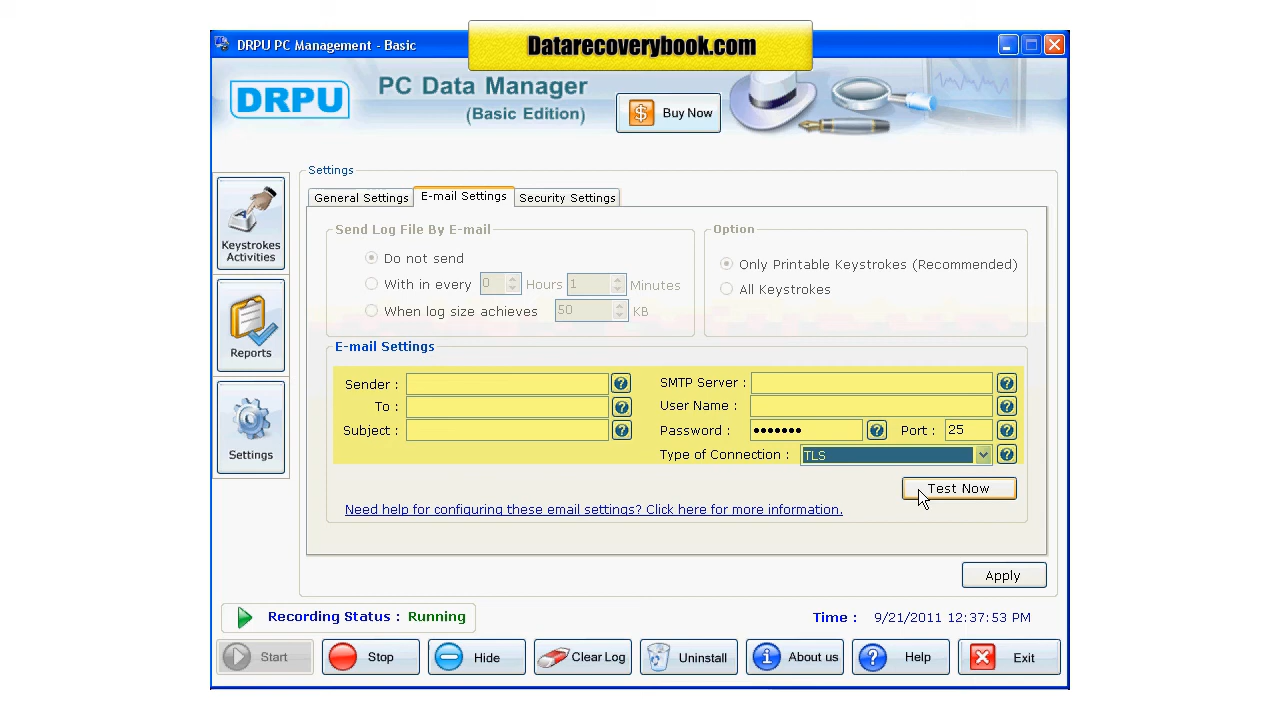 DRPU PC Management - Basic
Datarecoverybook.com
DRPU
PC Data Manager
(Basic Edition)
Buy Now
Settings
General Settings
E-mail Settings
Security Settings
Keystrokes
Activities
Reports
Settings
Send Log File By E-mail
Do not send
With in every 0 Hours 1 Minutes
When log size achieves 50 KB
Option
Only Printable Keystrokes (Recommended)
All Keystrokes
E-mail Settings
Sender :
To :
Subject :
SMTP Server :
User Name :
Password : ••••••• Port : 25
Type of Connection : TLS
Test Now
Need help for configuring these email settings? Click here for more information.
Apply
Recording Status : Running
Time : 9/21/2011 12:37:53 PM
Start
Stop
Hide
Clear Log
Uninstall
About us
Help
Exit